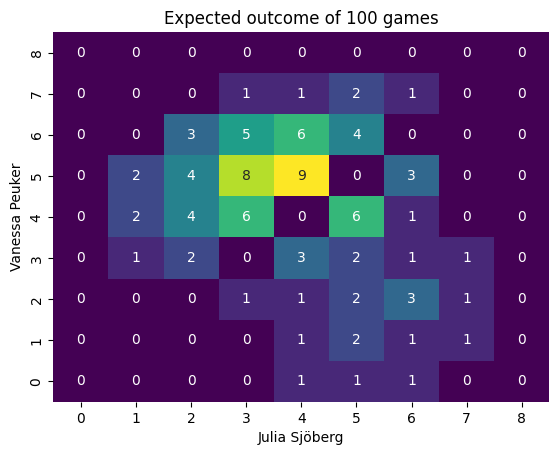 Expected outcome of 100 games
Vanessa Peuker
8 0 0 0 0 0 0 0 0 0
7 0 0 0 1 1 2 1 0 0
6 0 0 3 5 6 4 0 0 0
5 0 2 4 8 9 0 3 0 0
4 0 2 4 6 0 6 1 0 0
3 0 1 2 0 3 2 1 1 0
2 0 0 0 1 1 2 3 1 0
1 0 0 0 0 1 2 1 1 0
0 0 0 0 0 1 1 1 0 0
0 1 2 3 4 5 6 7 8
Julia Sjöberg